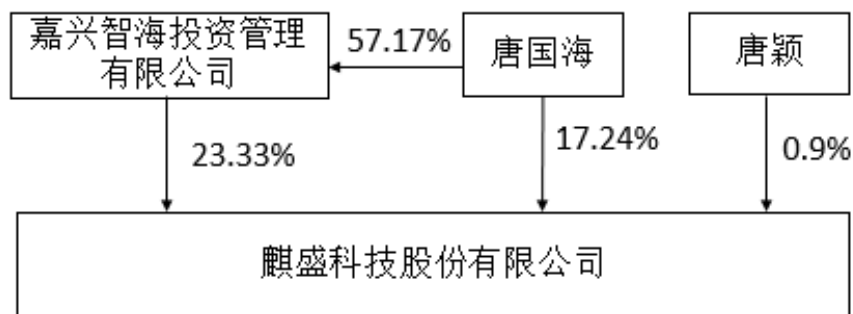 嘉兴智海投资管理
有限公司
57.17%
唐国海
唐颖
23.33%
17.24%
0.9%
麒盛科技股份有限公司